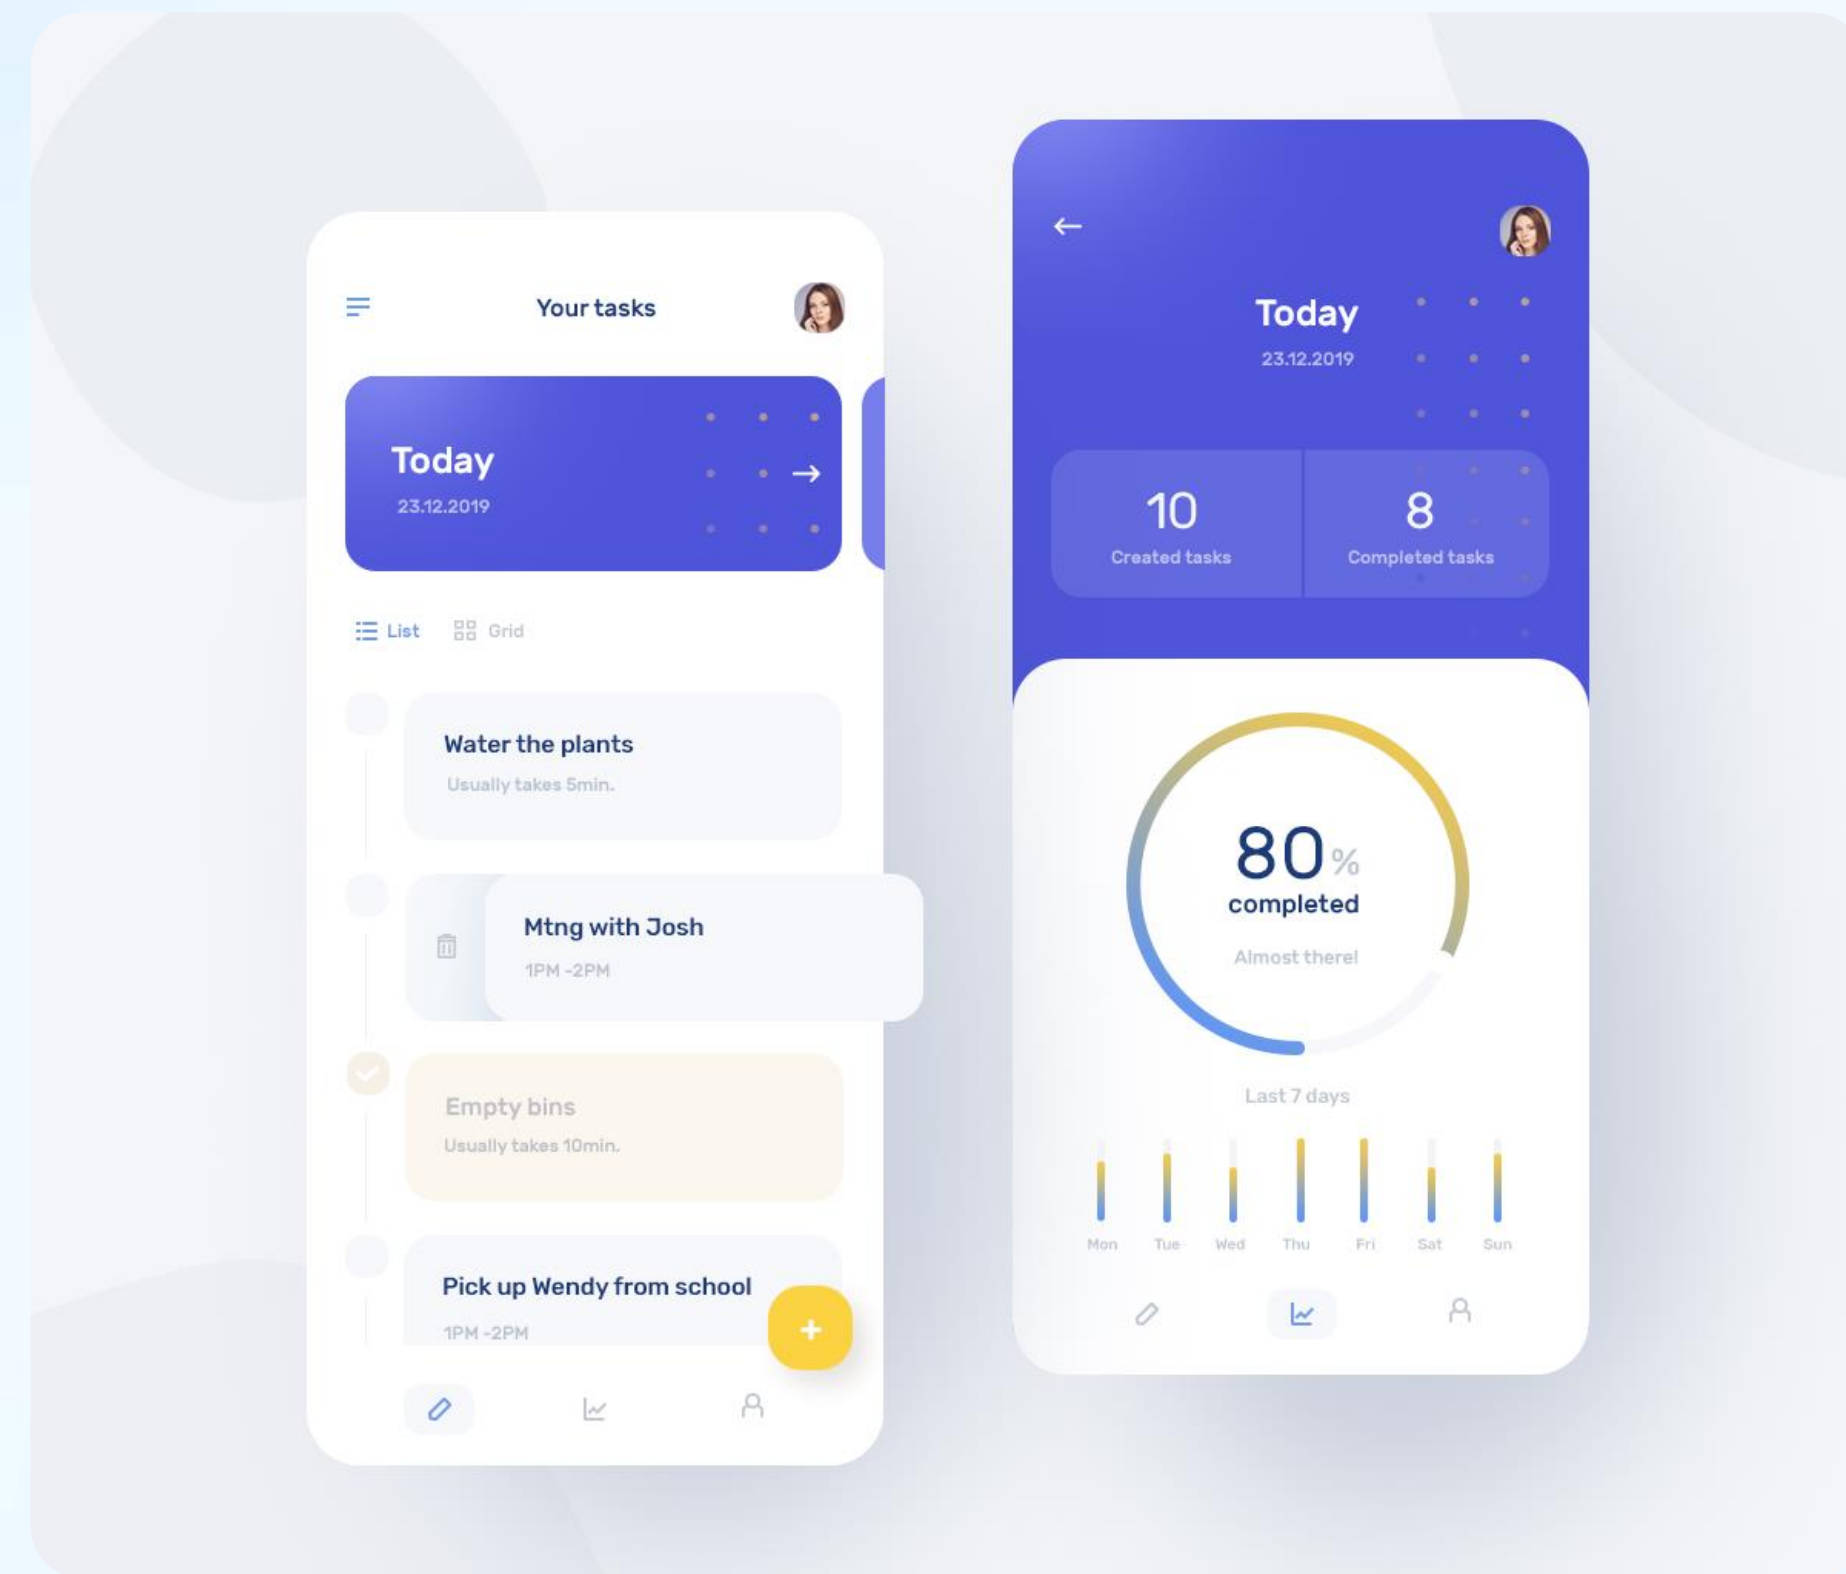 Your tasks
Today
23.12.2019
List
Grid
Water the plants
Usually takes 5min.
Mtng with Josh
1PM -2PM
Empty bins
Usually takes 10min.
Pick up Wendy from school
1PM -2PM
Today
23.12.2019
10
Created tasks
8
Completed tasks
80%
completed
Almost there!
Last 7 days
Mon Tue Wed Thu Fri Sat Sun